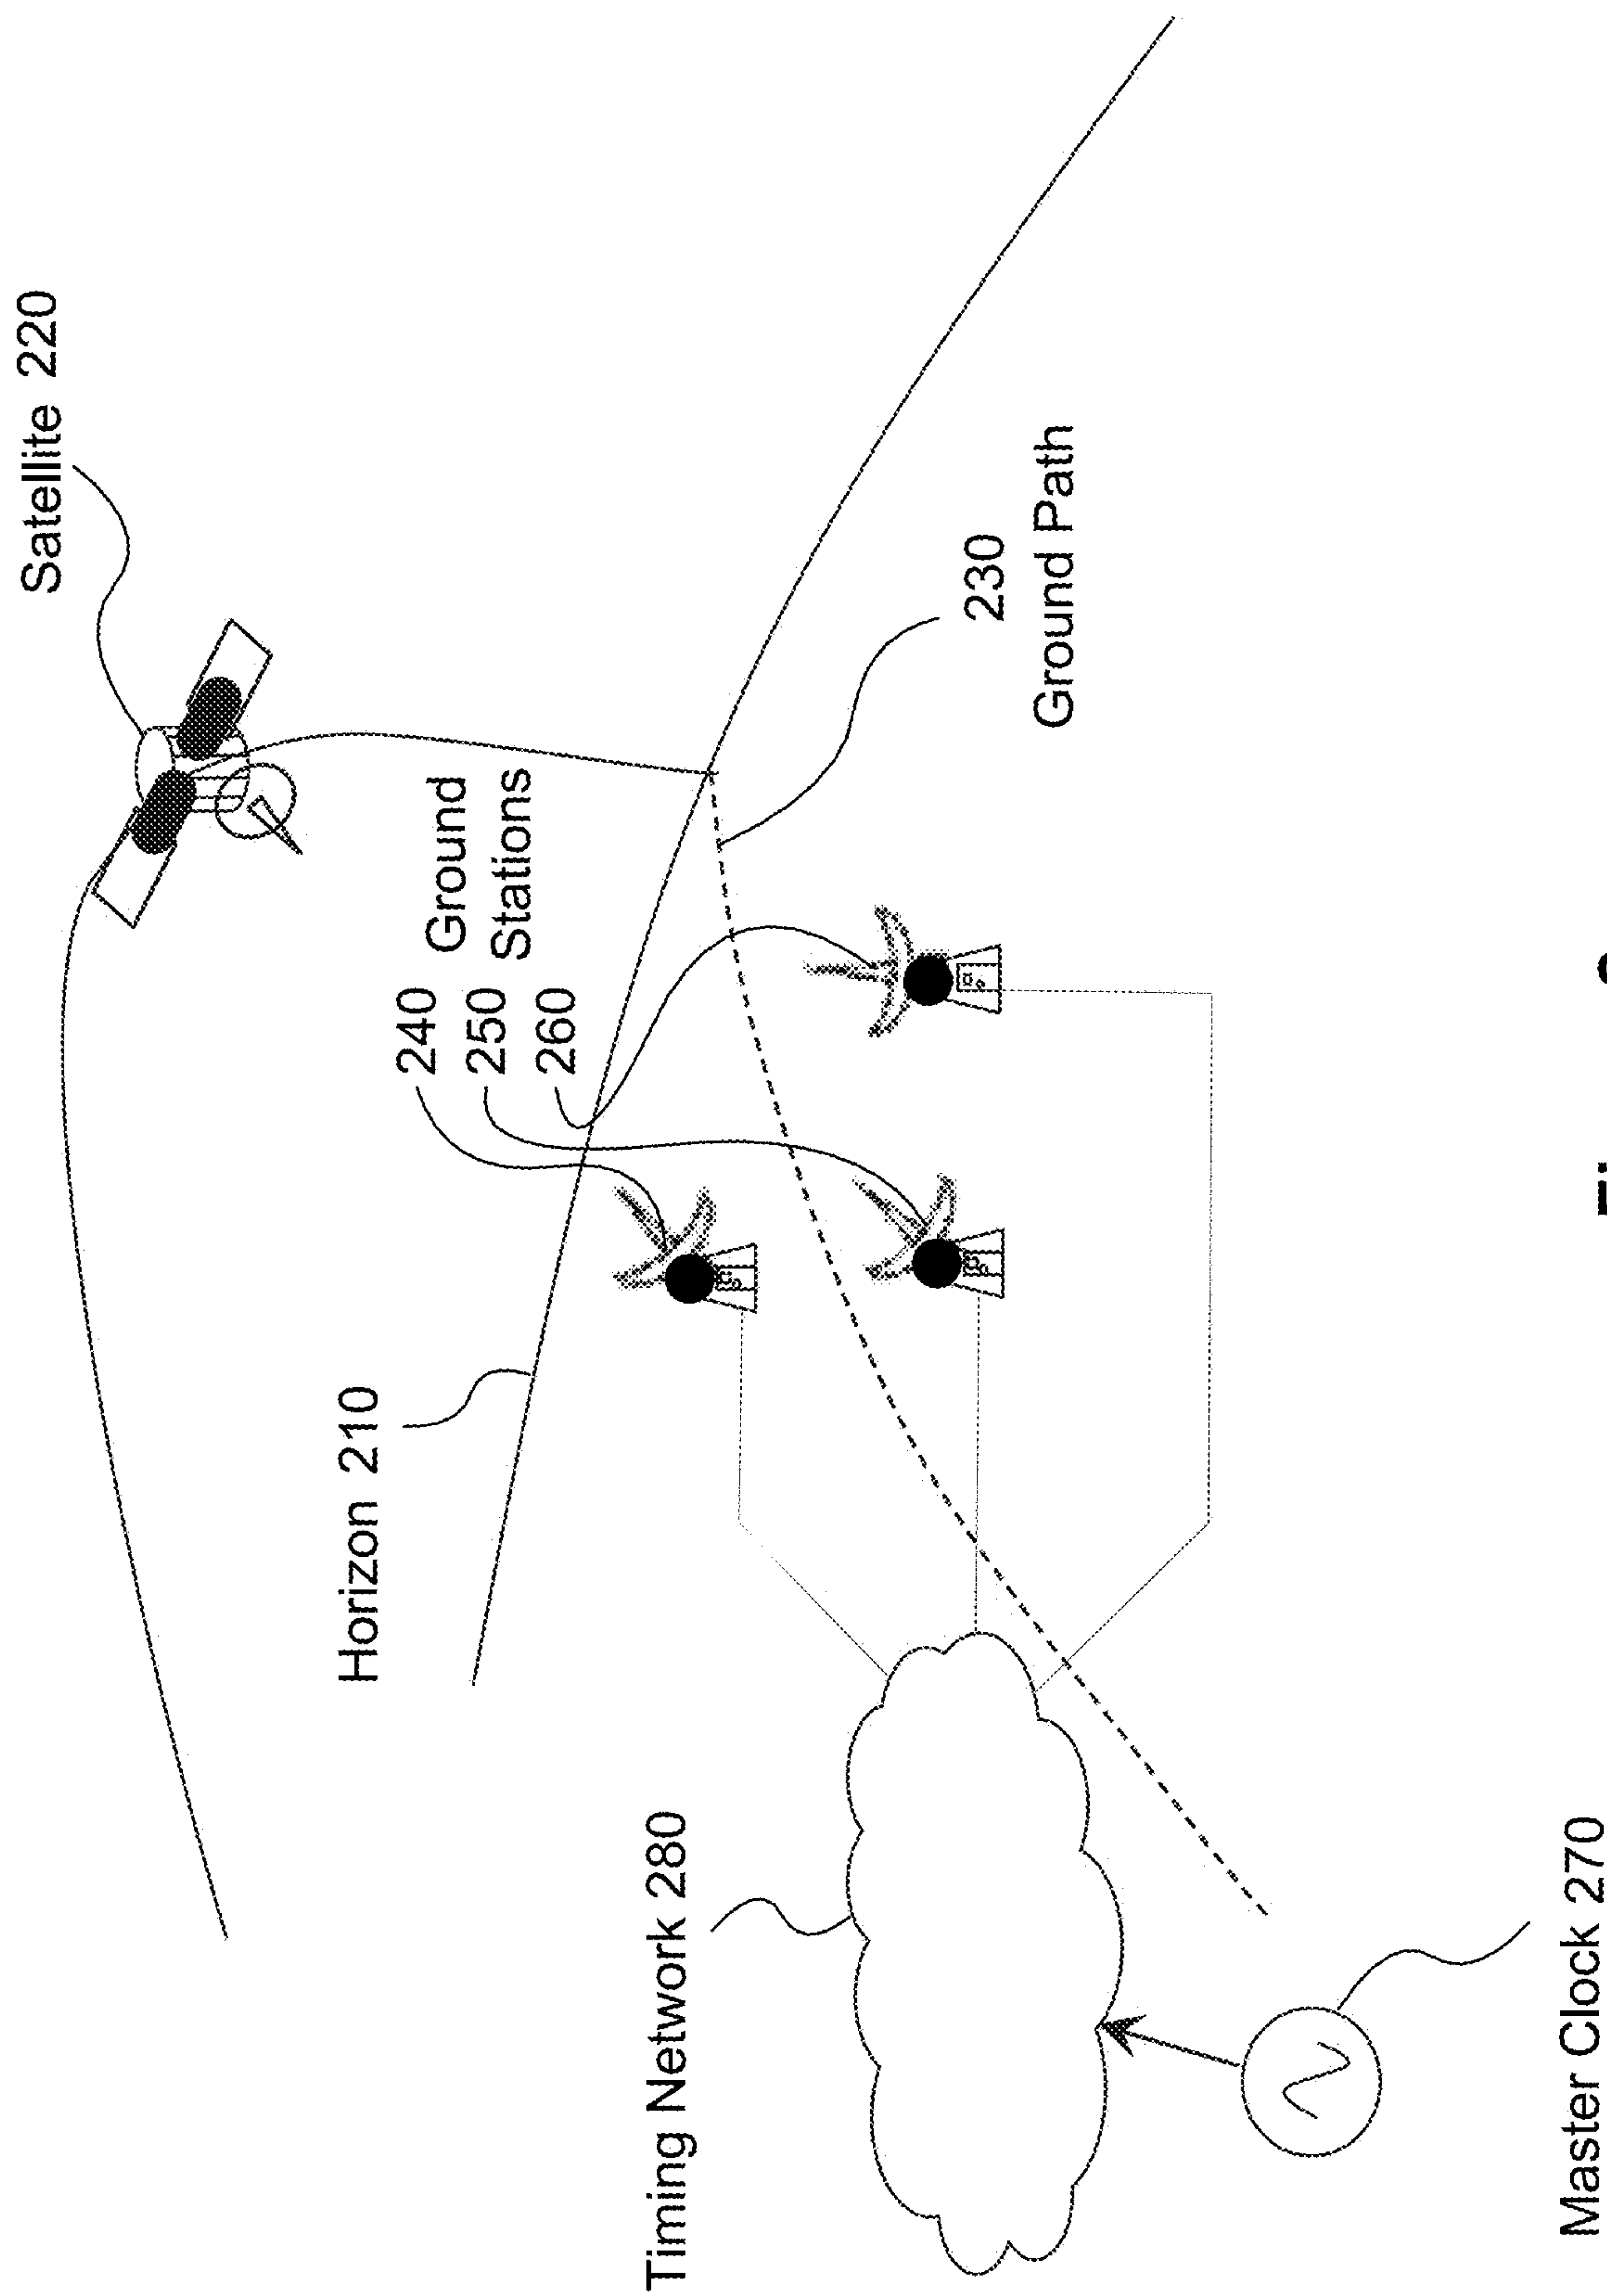 Satellite 220
Horizon 210
240 Ground
250 Stations
260
230
Ground Path
Timing Network 280
Master Clock 270